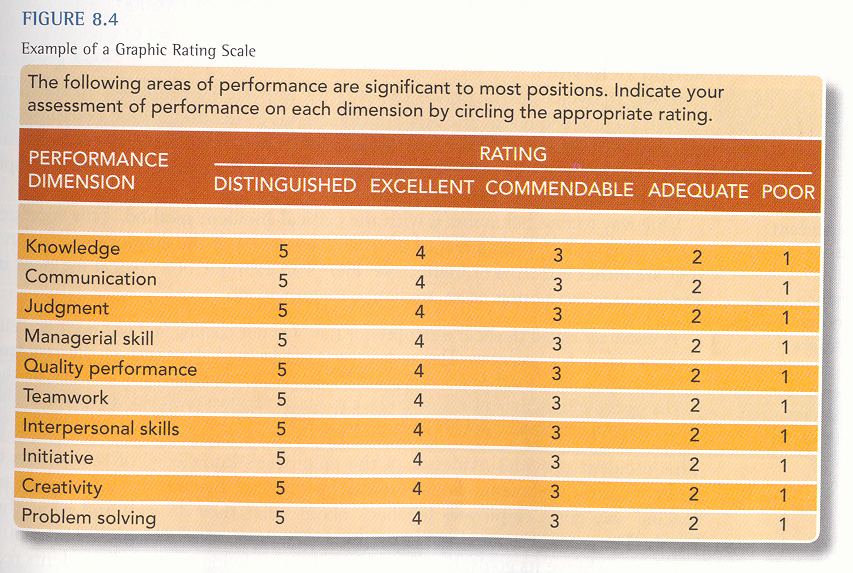 FIGURE 8.4
Example of a Graphic Rating Scale
The following areas of performance are significant to most positions. Indicate your
assessment of performance on each dimension by circling the appropriate rating.
PERFORMANCE DIMENSION RATING
DISTINGUISHED EXCELLENT COMMENDABLE ADEQUATE POOR
Knowledge 5 4 3 2 1
Communication 5 4 3 2 1
Judgment 5 4 3 2 1
Managerial skill 5 4 3 2 1
Quality performance 5 4 3 2 1
Teamwork 5 4 3 2 1
Interpersonal skills 5 4 3 2 1
Initiative 5 4 3 2 1
Creativity 5 4 3 2 1
Problem solving 5 4 3 2 1